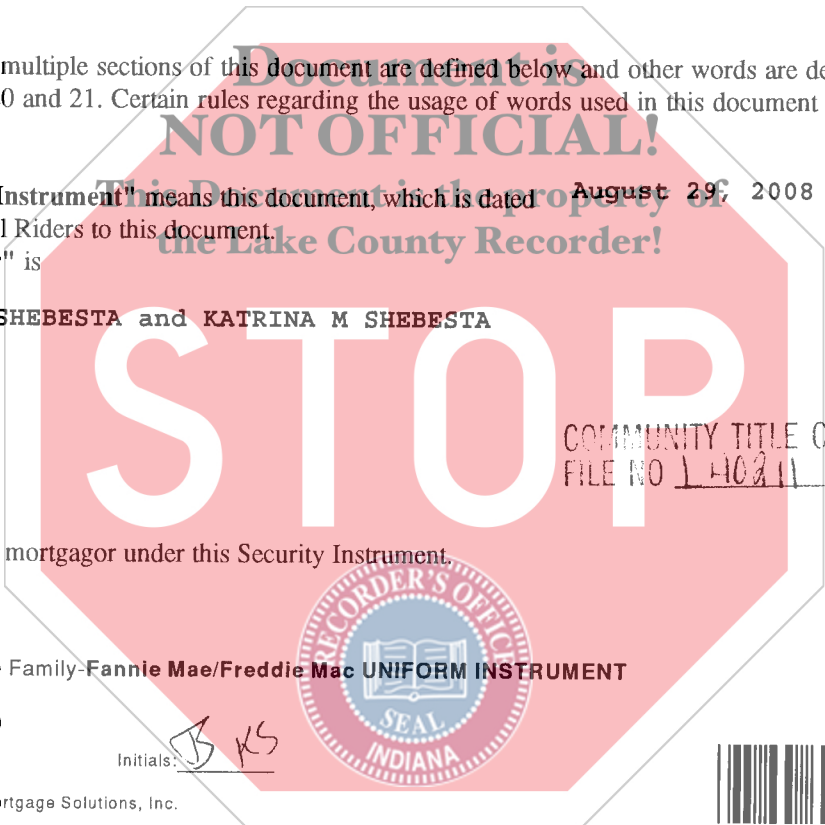 Document is
multiple sections of this document are defined below and other words are de
0 and 21. Certain rules regarding the usage of words used in this document
NOT OFFICIAL!
Instrument" means this document, which is dated August 29, 2008
This Document is the property of
l Riders to this document.
the Lake County Recorder!
" is
SHEBESTA and KATRINA M SHEBESTA
STOP
COMMUNITY TITLE C
FILE NO
mortgagor under this Security Instrument.
RECORDER'S OFFICE
Family-Fannie Mae/Freddie Mac UNIFORM INSTRUMENT
SEAL
INDIANA
Initials: KS
rtgage Solutions, Inc.